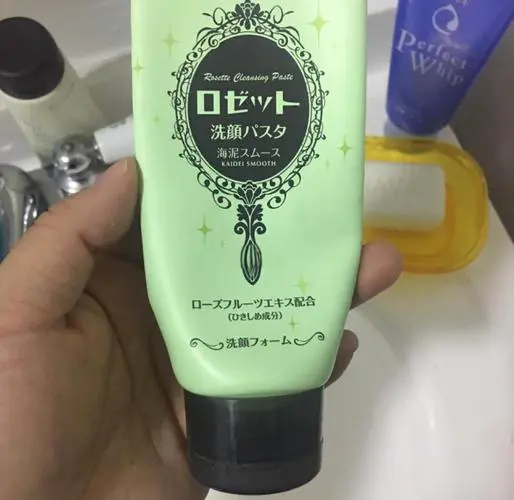 Rosette Cleansing Paste
ロゼット
洗顔パスタ
海泥スムース
KAIDEI SMOOTH
ローズフルーツエキス配合
(ひきしめ成分)
洗顔フォーム
Perfect
Whip